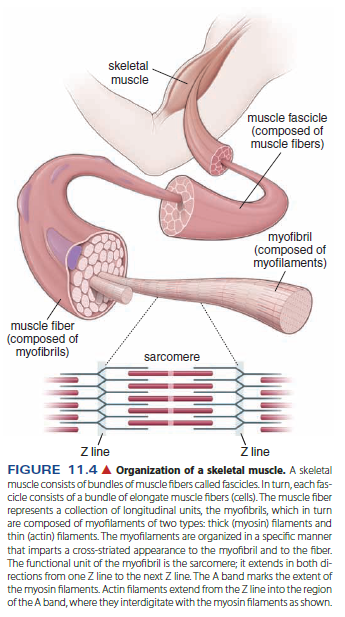 skeletal
muscle
muscle fascicle
(composed of
muscle fibers)
myofibril
(composed of
myofilaments)
muscle fiber
(composed of
myofibrils)
sarcomere
Z line
Z line
FIGURE 11.4 ▲ Organization of a skeletal muscle. A skeletal
muscle consists of bundles of muscle fibers called fascicles. In turn, each fas-
cicle consists of a bundle of elongate muscle fibers (cells). The muscle fiber
represents a collection of longitudinal units, the myofibrils, which in turn
are composed of myofilaments of two types: thick (myosin) filaments and
thin (actin) filaments. The myofilaments are organized in a specific manner
that imparts a cross-striated appearance to the myofibril and to the fiber.
The functional unit of the myofibril is the sarcomere; it extends in both di-
rections from one Z line to the next Z line. The A band marks the extent of
the myosin filaments. Actin filaments extend from the Z line into the region
of the A band, where they interdigitate with the myosin filaments as shown.